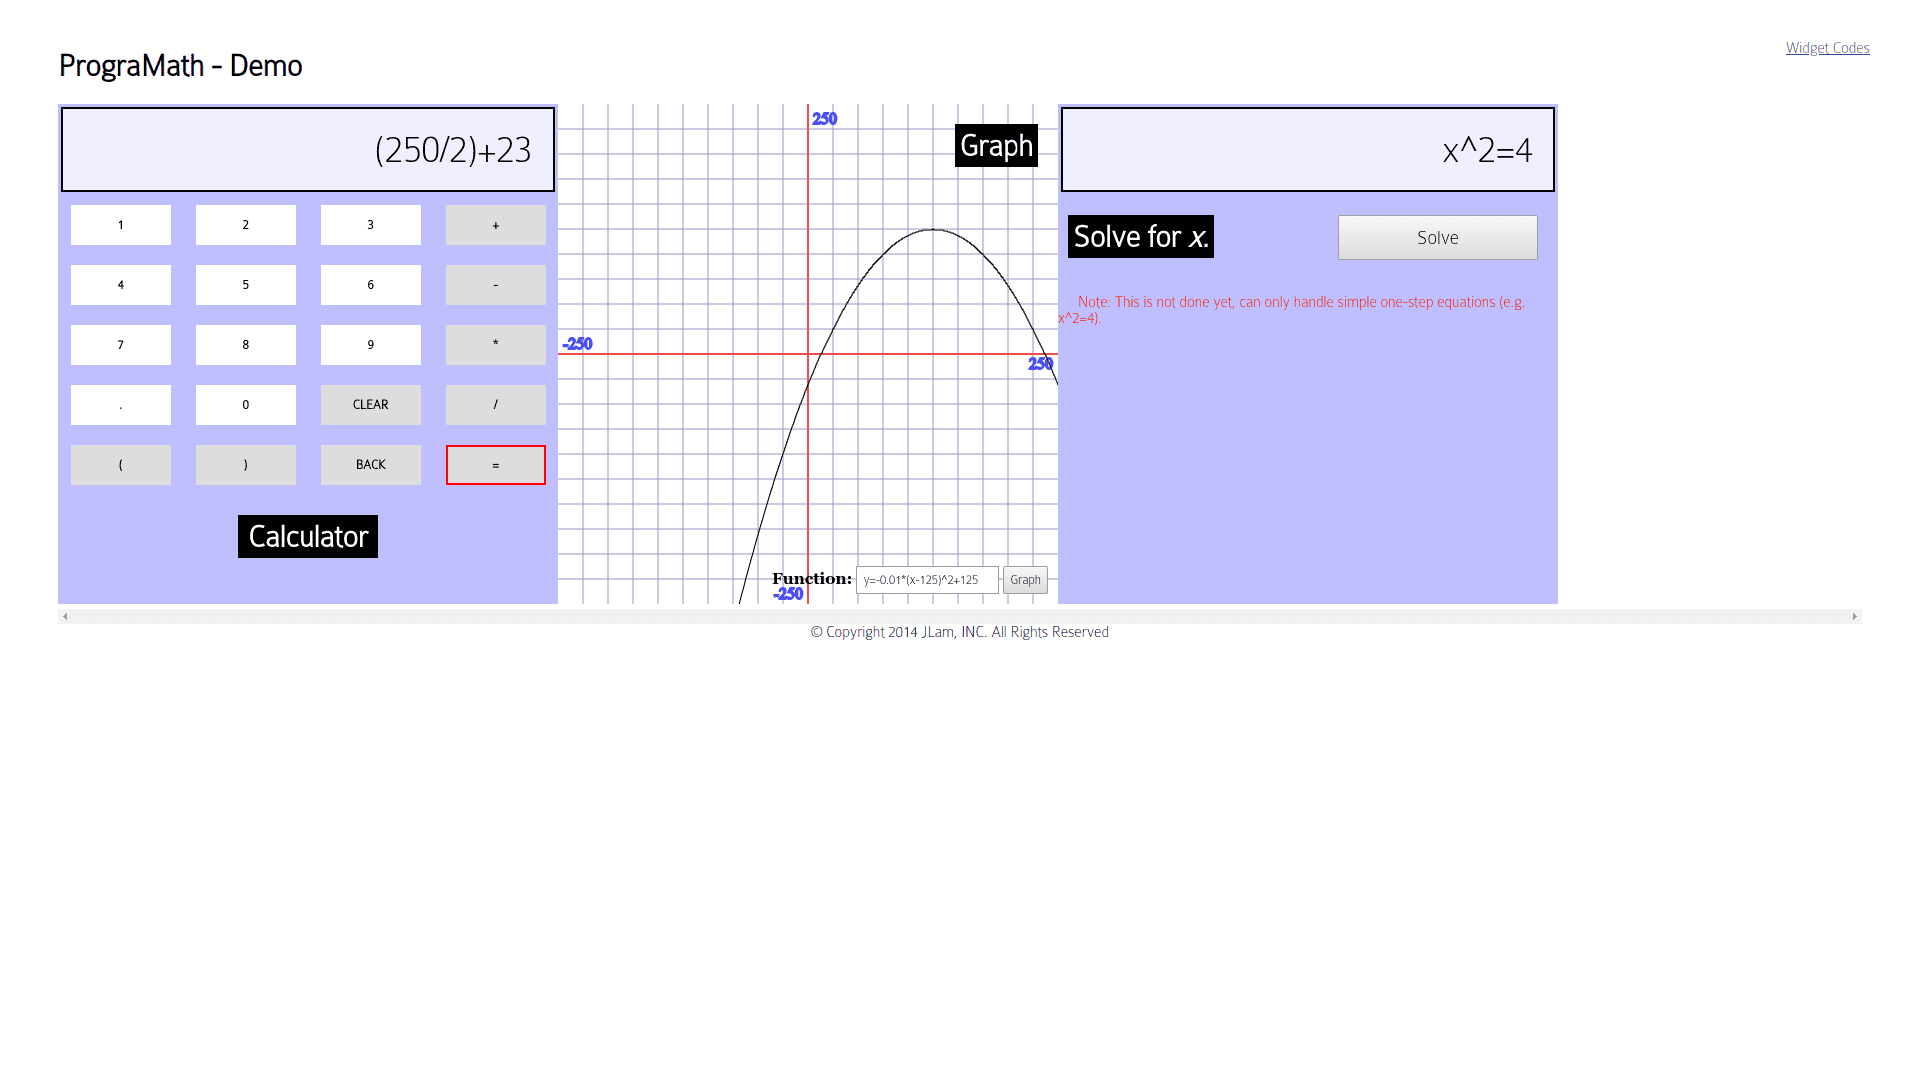 Widget Codes
PrograMath - Demo
(250/2)+23
1 2 3 +
4 5 6 -
7 8 9 *
. 0 CLEAR /
( ) BACK =
Calculator
250
Graph
-250
250
Function: y=-0.01*(x-125)^2+125 Graph
-250
x^2=4
Solve for x. Solve
Note: This is not done yet, can only handle simple one-step equations (e.g.
x^2=4).
© Copyright 2014 JLam, INC. All Rights Reserved